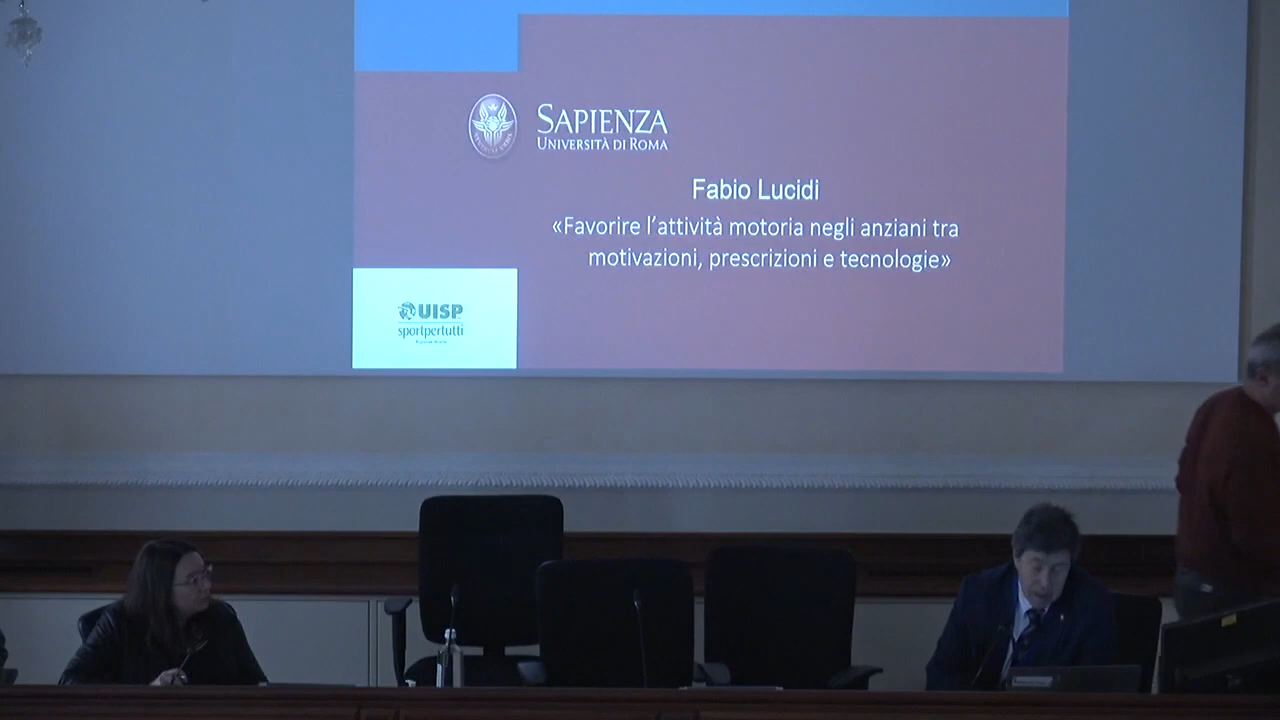 SAPIENZA
UNIVERSITÀ DI ROMA
Fabio Lucidi
«Favorire l'attività motoria negli anziani tra
motivazioni, prescrizioni e tecnologie»
UISP
sportpertutti